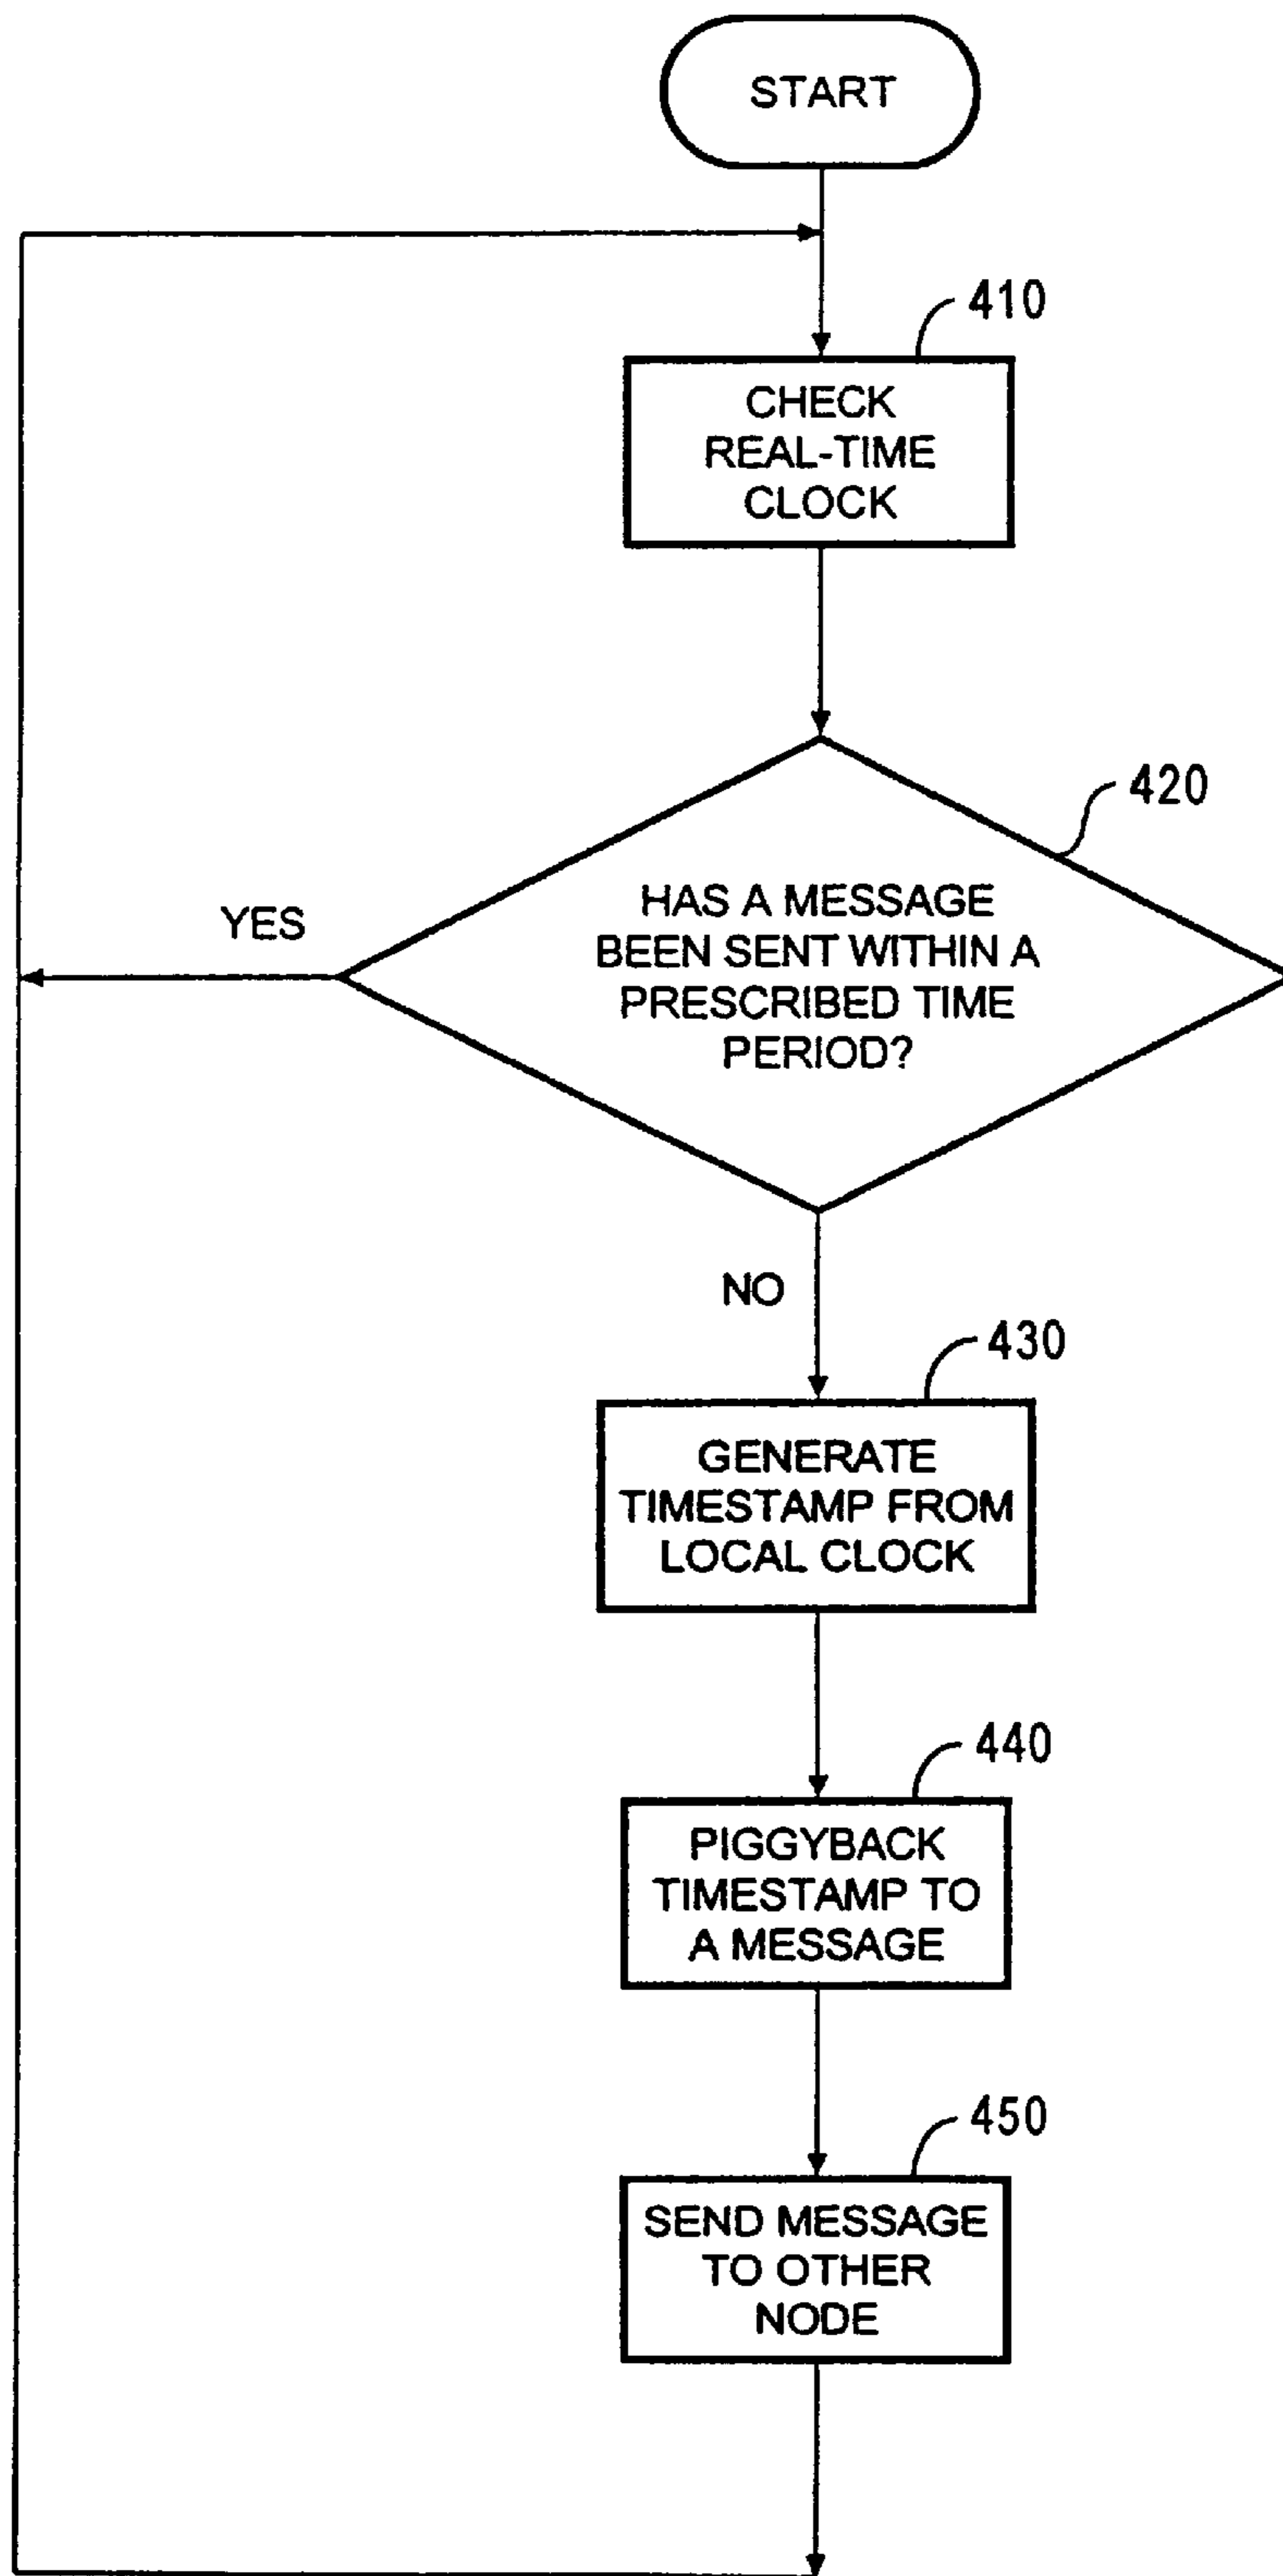 START
410
CHECK
REAL-TIME
CLOCK
420
HAS A MESSAGE
BEEN SENT WITHIN A
PRESCRIBED TIME
PERIOD?
YES
NO
430
GENERATE
TIMESTAMP FROM
LOCAL CLOCK
440
PIGGYBACK
TIMESTAMP TO
A MESSAGE
450
SEND MESSAGE
TO OTHER
NODE